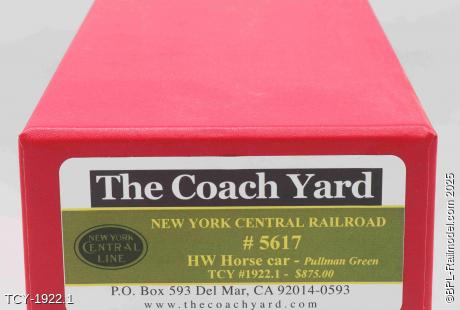 The Coach Yard
NEW YORK CENTRAL RAILROAD
# 5617
HW Horse car - Pullman Green
TCY #1922.1 - $875.00
NEW YORK
CENTRAL
LINE
P.O. Box 593 Del Mar, CA 92014-0593
www.thecoachyard.com
TCY-1922.1
©BPL-Railmodel.com 2025